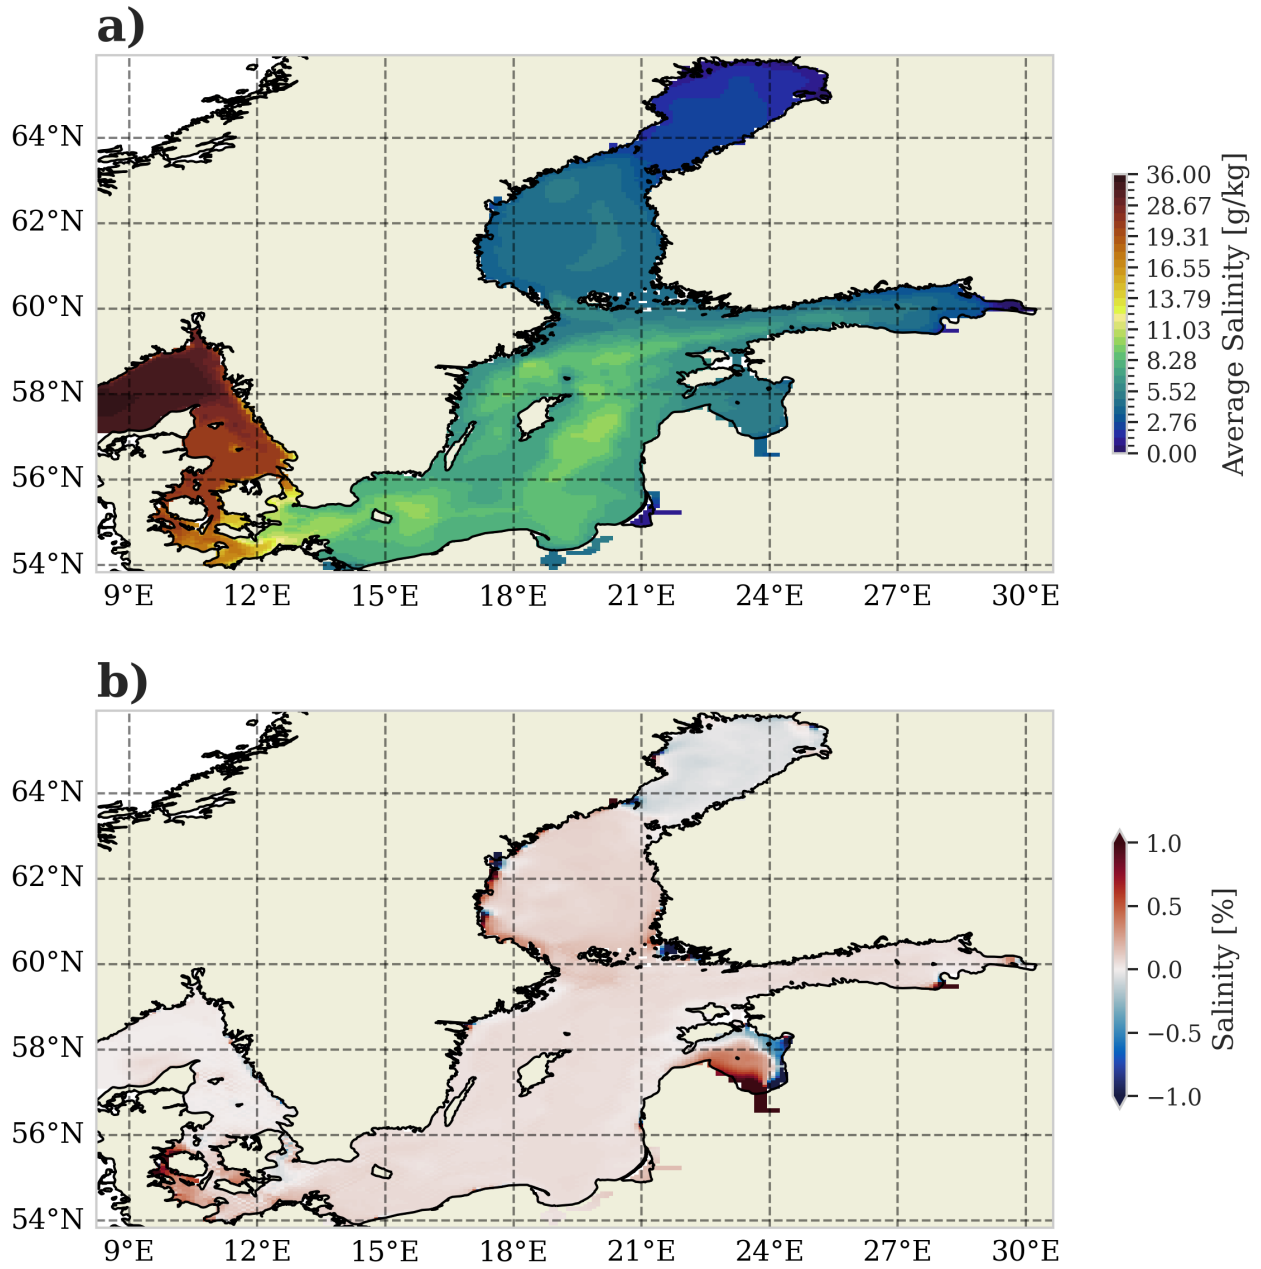 a)
64°N
62°N
60°N
58°N
56°N
54°N
9°E 12°E 15°E 18°E 21°E 24°E 27°E 30°E
36.00
28.67
19.31
16.55
13.79
11.03
8.28
5.52
2.76
0.00
Average Salinity [g/kg]
b)
64°N
62°N
60°N
58°N
56°N
54°N
9°E 12°E 15°E 18°E 21°E 24°E 27°E 30°E
1.0
0.5
0.0
−0.5
−1.0
Salinity [%]